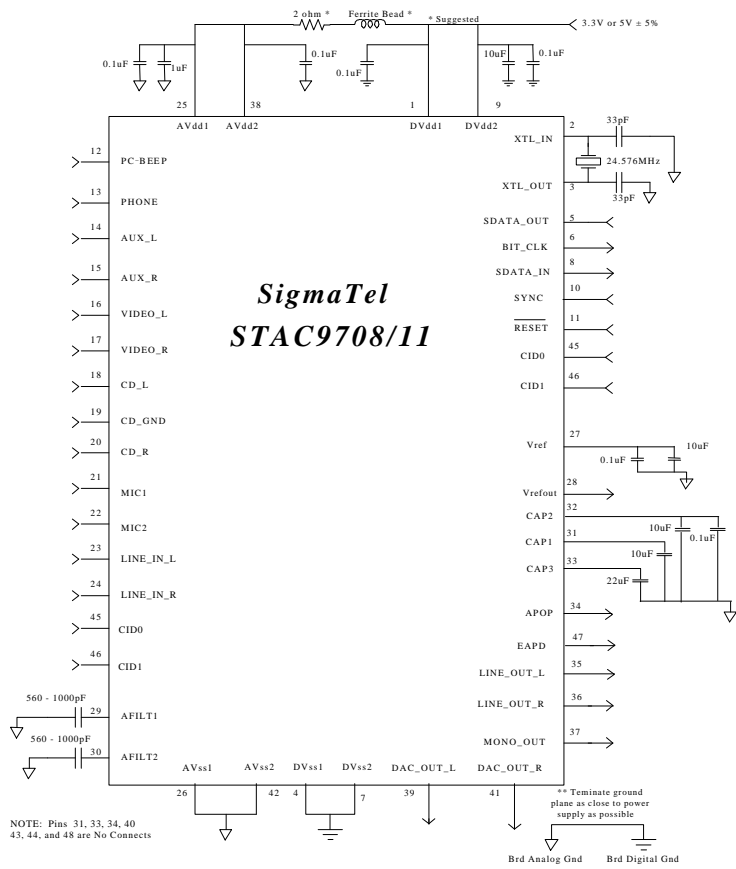 2 ohm *
Ferrite Bead *
* Suggested
3.3V or 5V ± 5%
0.1uF
1uF
0.1uF
0.1uF
10uF
0.1uF
25
38
1
9
AVdd1
AVdd2
DVdd1
DVdd2
2
XTL_IN
33pF
24.576MHz
XTL_OUT
3
33pF
12
PC-BEEP
13
PHONE
14
AUX_L
15
AUX_R
16
VIDEO_L
17
VIDEO_R
18
CD_L
19
CD_GND
20
CD_R
21
MIC1
22
MIC2
23
LINE_IN_L
24
LINE_IN_R
45
CID0
46
CID1
560 - 1000pF
29
AFILT1
560 - 1000pF
30
AFILT2
SigmaTel
STAC9708/11
SDATA_OUT
5
BIT_CLK
6
SDATA_IN
8
SYNC
10
RESET
11
CID0
45
CID1
46
Vref
27
0.1uF
10uF
Vrefout
28
CAP2
32
10uF
0.1uF
CAP1
31
10uF
CAP3
33
22uF
APOP
34
EAPD
47
LINE_OUT_L
35
LINE_OUT_R
36
MONO_OUT
37
AVss1
AVss2
DVss1
DVss2
DAC_OUT_L
DAC_OUT_R
26
42
4
7
39
41
** Teminate ground
plane as close to power
supply as possible
Brd Analog Gnd
Brd Digital Gnd
NOTE: Pins 31, 33, 34, 40
43, 44, and 48 are No Connects